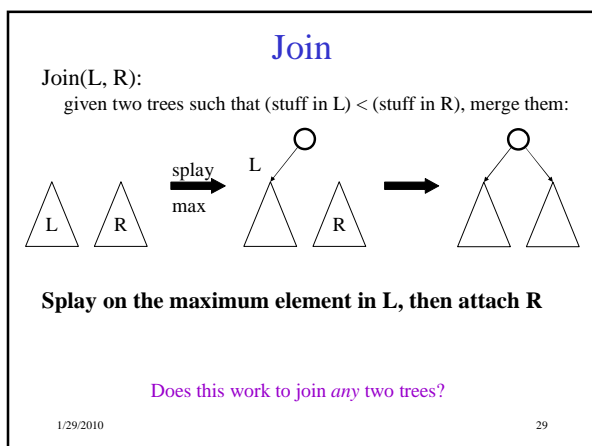 Join
Join(L, R):
given two trees such that (stuff in L) < (stuff in R), merge them:
splay
max
L
L
R
R
Splay on the maximum element in L, then attach R
Does this work to join any two trees?
1/29/2010
29